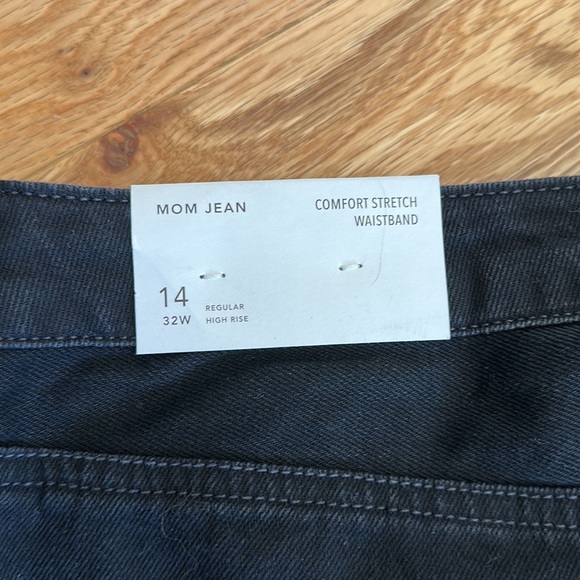 MOM JEAN
COMFORT STRETCH
WAISTBAND
14
32W
REGULAR
HIGH RISE